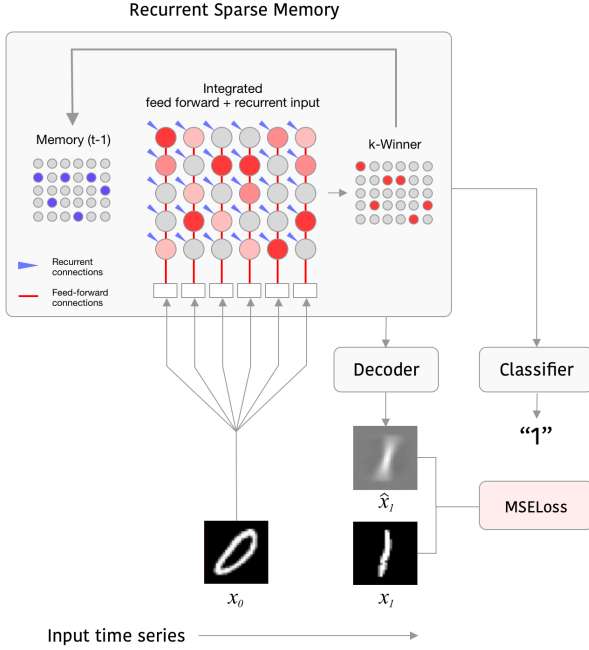 Recurrent Sparse Memory
Integrated
feed forward + recurrent input
Memory (t-1)
k-Winner
Recurrent
connections
Feed-forward
connections
Decoder
Classifier
“1”
x̂₁
MSELoss
x₀
x₁
Input time series